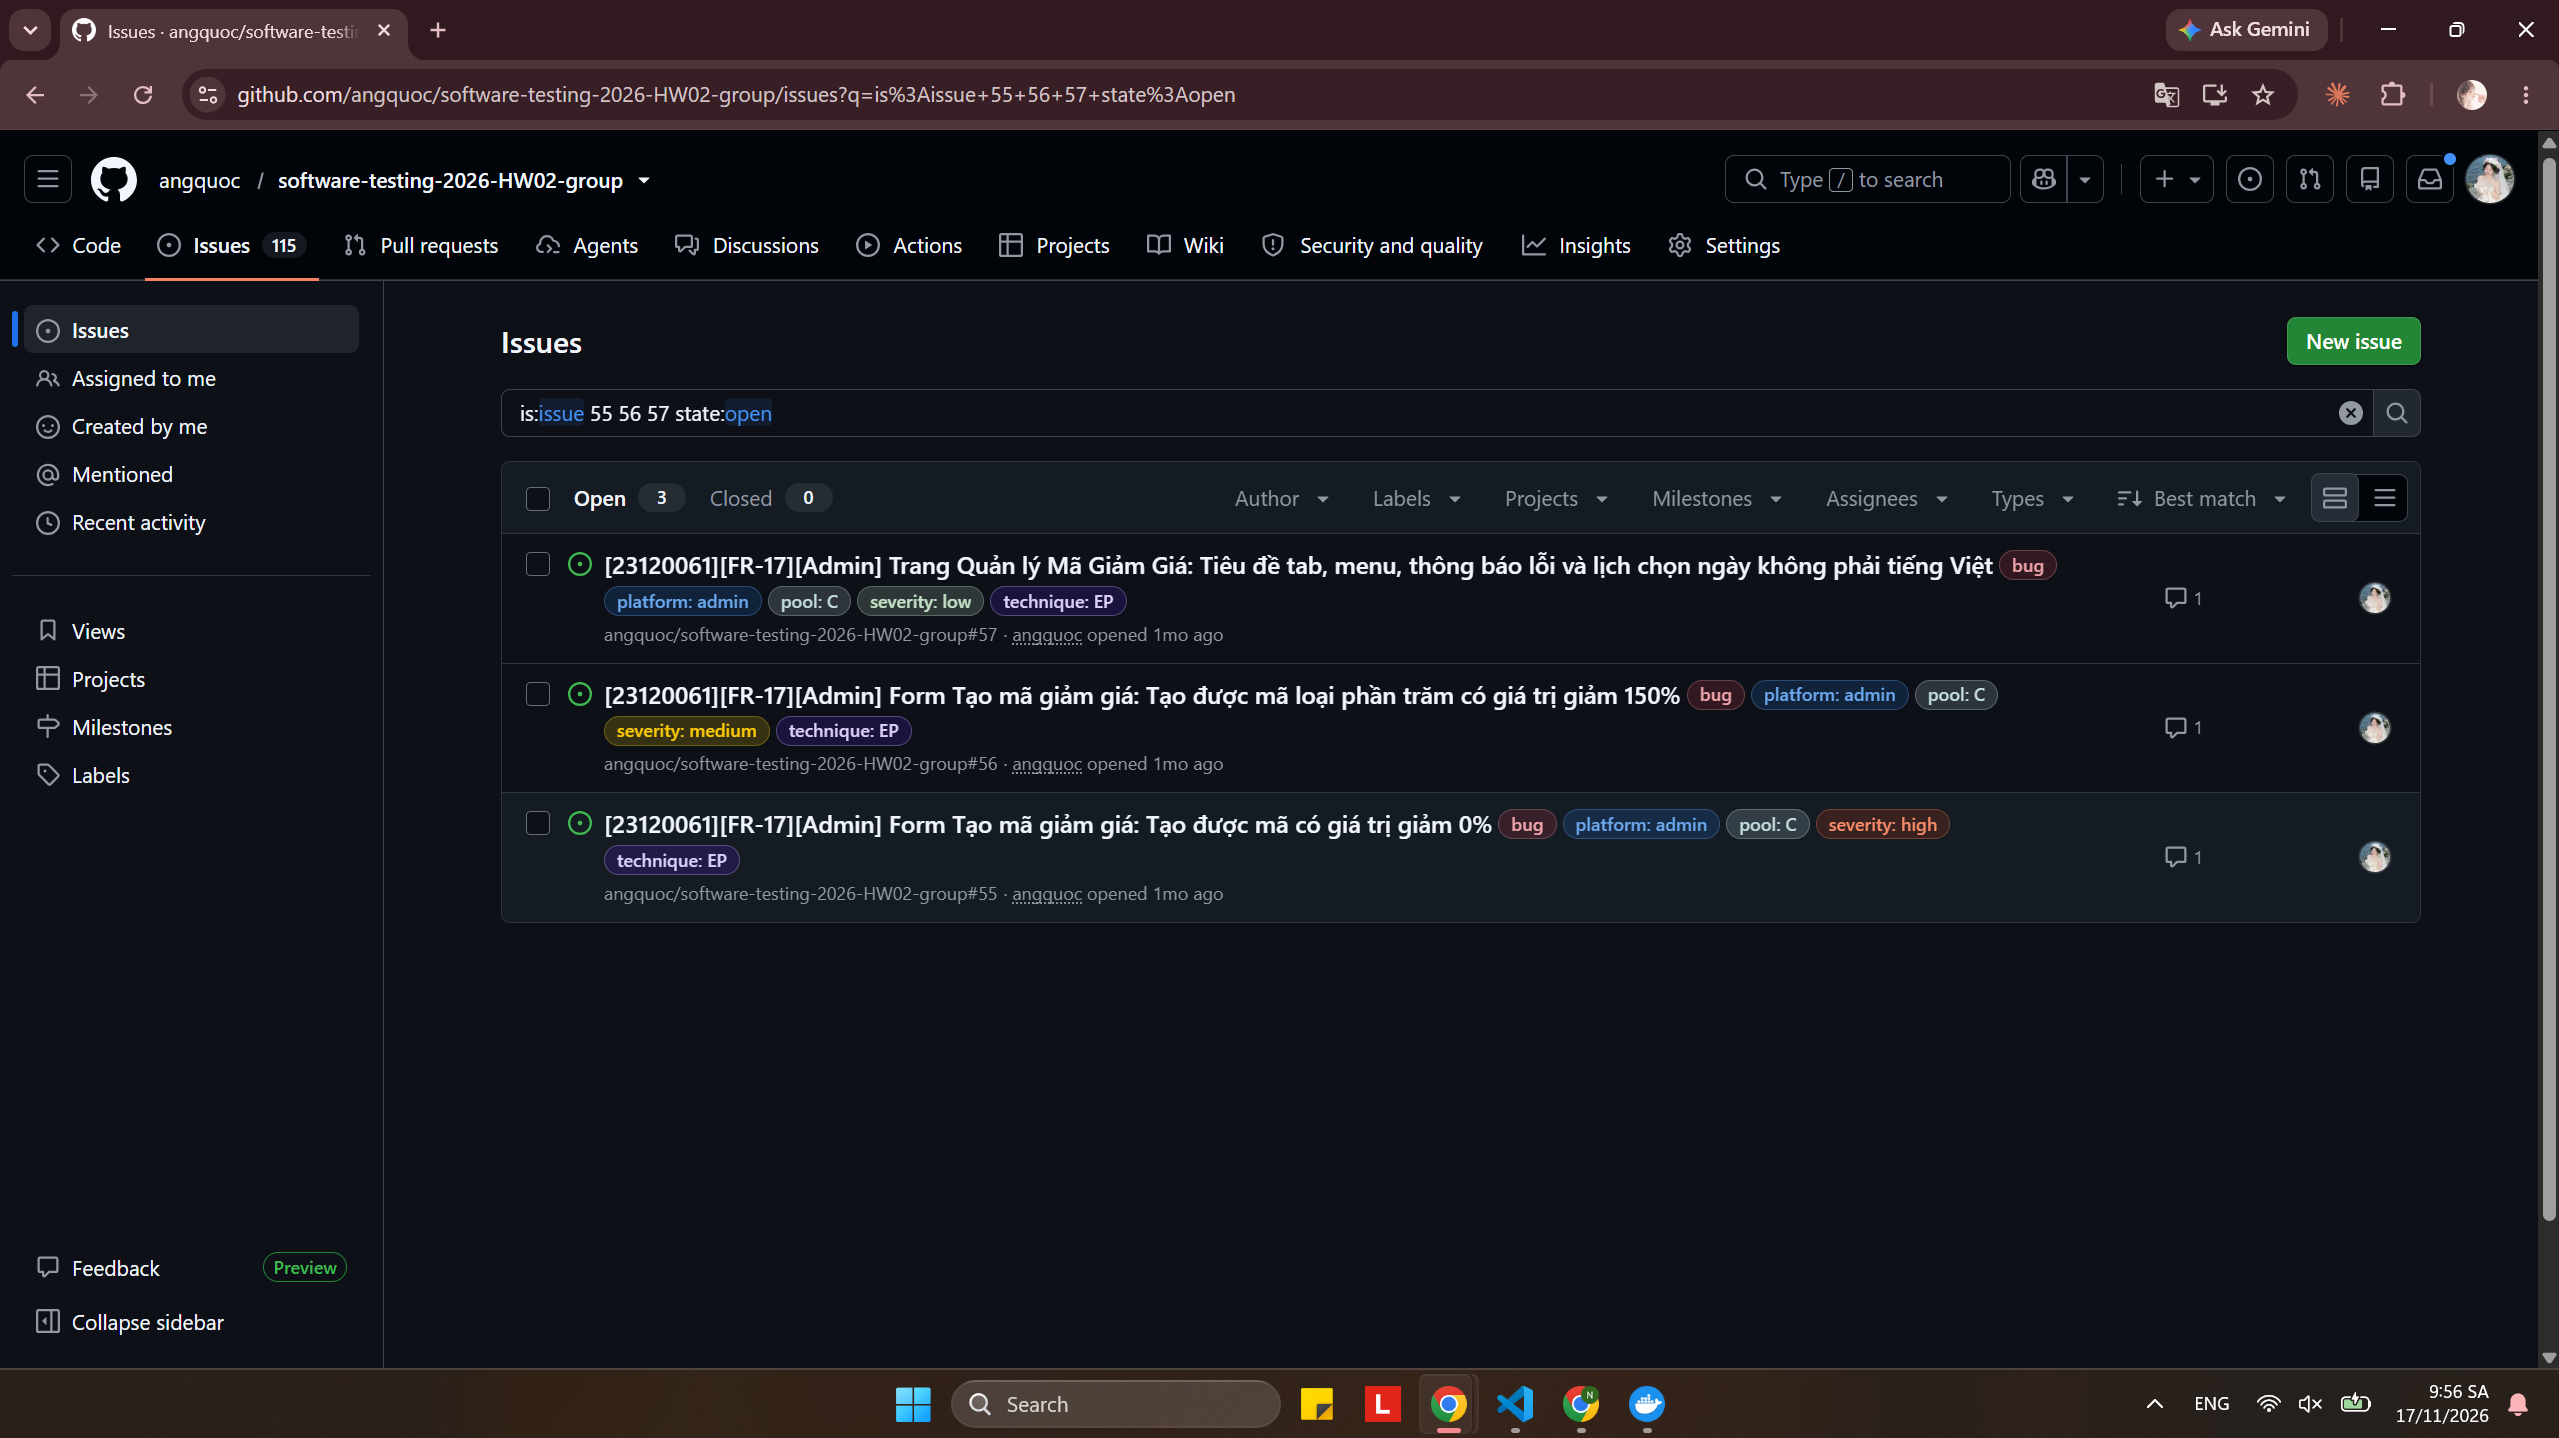 Issues · angquoc/software-testi
Ask Gemini
github.com/angquoc/software-testing-2026-HW02-group/issues?q=is%3Aissue+55+56+57+state%3Aopen
angquoc / software-testing-2026-HW02-group
Type / to search
Code
Issues 115
Pull requests
Agents
Discussions
Actions
Projects
Wiki
Security and quality
Insights
Settings
Issues
Assigned to me
Created by me
Mentioned
Recent activity
Views
Projects
Milestones
Labels
Feedback Preview
Collapse sidebar
Issues
New issue
is:issue 55 56 57 state:open
Open 3 Closed 0 Author Labels Projects Milestones Assignees Types Best match
[23120061][FR-17][Admin] Trang Quản lý Mã Giảm Giá: Tiêu đề tab, menu, thông báo lỗi và lịch chọn ngày không phải tiếng Việt bug
platform: admin pool: C severity: low technique: EP
1
angquoc/software-testing-2026-HW02-group#57 · angquoc opened 1mo ago
[23120061][FR-17][Admin] Form Tạo mã giảm giá: Tạo được mã loại phần trăm có giá trị giảm 150% bug platform: admin pool: C
severity: medium technique: EP
1
angquoc/software-testing-2026-HW02-group#56 · angquoc opened 1mo ago
[23120061][FR-17][Admin] Form Tạo mã giảm giá: Tạo được mã có giá trị giảm 0% bug platform: admin pool: C severity: high
technique: EP
1
angquoc/software-testing-2026-HW02-group#55 · angquoc opened 1mo ago
Search
L
N
ENG
9:56 SA
17/11/2026